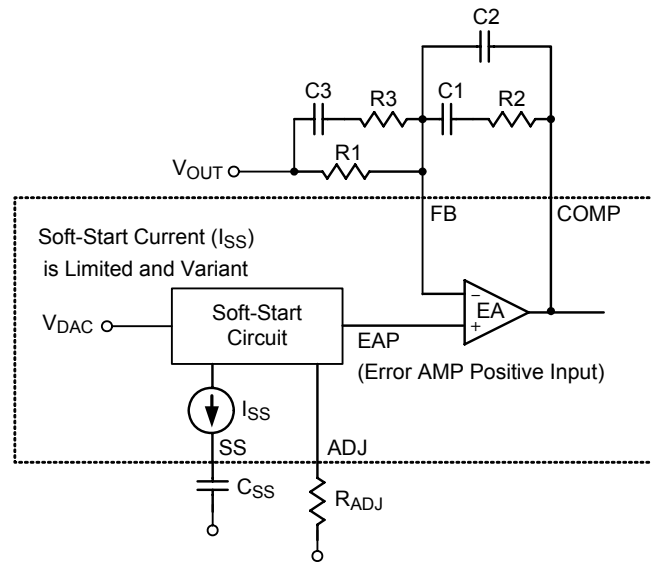 C2
C3
R3
C1
R2
R1
VOUT
FB
COMP
Soft-Start Current (ISS)
is Limited and Variant
VDAC
Soft-Start
Circuit
EAP
−
+
EA
(Error AMP Positive Input)
ISS
SS
ADJ
CSS
RADJ